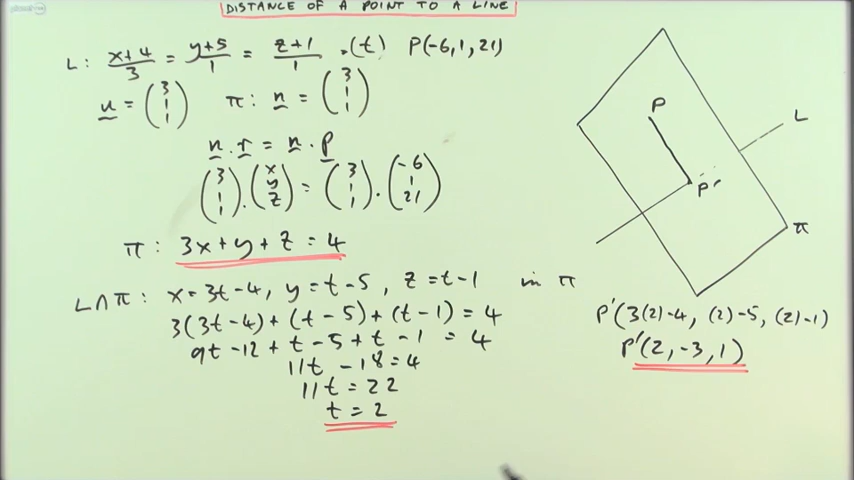 DISTANCE OF A POINT TO A LINE
L: x+4/3 = y+5/1 = z+1/1 .(t) P(-6,1,21)
u = (3 1 1) π: n = (3 1 1)
n . r = n . p
(3 1 1) . (x y z) = (3 1 1) . (-6 1 21)
π: 3x+y+z = 4
L∩π: x=3t-4, y=t-5, z=t-1 in π
3(3t-4)+(t-5)+(t-1)=4
9t-12+t-5+t-1 = 4
11t -18=4
11t = 22
t = 2
P
L
P'
π
P'(3(2)-4, (2)-5, (2)-1)
P'(2,-3,1)